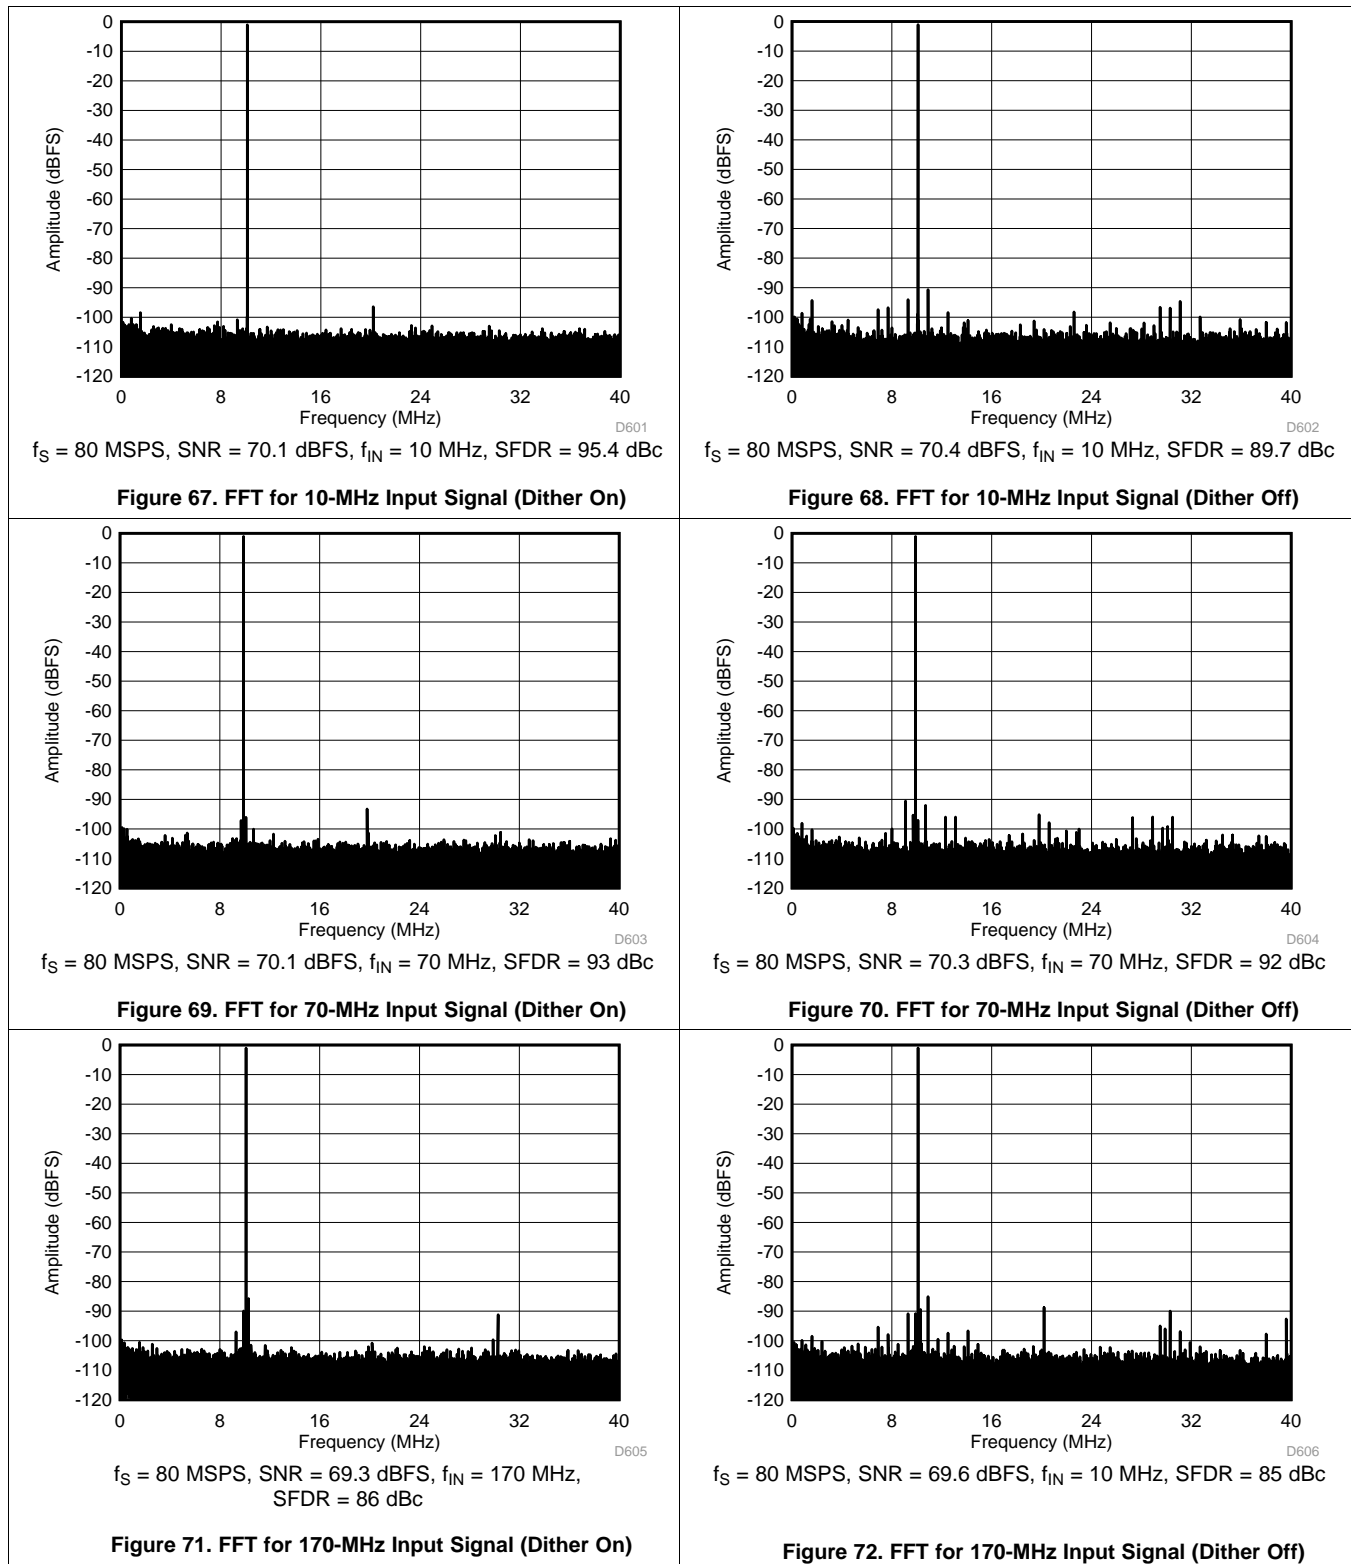 0
-10
-20
-30
-40
-50
-60
-70
-80
-90
-100
-110
-120
Amplitude (dBFS)
0 8 16 24 32 40
Frequency (MHz)
D601
fS = 80 MSPS, SNR = 70.1 dBFS, fIN = 10 MHz, SFDR = 95.4 dBc
Figure 67. FFT for 10-MHz Input Signal (Dither On)
0
-10
-20
-30
-40
-50
-60
-70
-80
-90
-100
-110
-120
Amplitude (dBFS)
0 8 16 24 32 40
Frequency (MHz)
D602
fS = 80 MSPS, SNR = 70.4 dBFS, fIN = 10 MHz, SFDR = 89.7 dBc
Figure 68. FFT for 10-MHz Input Signal (Dither Off)
0
-10
-20
-30
-40
-50
-60
-70
-80
-90
-100
-110
-120
Amplitude (dBFS)
0 8 16 24 32 40
Frequency (MHz)
D603
fS = 80 MSPS, SNR = 70.1 dBFS, fIN = 70 MHz, SFDR = 93 dBc
Figure 69. FFT for 70-MHz Input Signal (Dither On)
0
-10
-20
-30
-40
-50
-60
-70
-80
-90
-100
-110
-120
Amplitude (dBFS)
0 8 16 24 32 40
Frequency (MHz)
D604
fS = 80 MSPS, SNR = 70.3 dBFS, fIN = 70 MHz, SFDR = 92 dBc
Figure 70. FFT for 70-MHz Input Signal (Dither Off)
0
-10
-20
-30
-40
-50
-60
-70
-80
-90
-100
-110
-120
Amplitude (dBFS)
0 8 16 24 32 40
Frequency (MHz)
D605
fS = 80 MSPS, SNR = 69.3 dBFS, fIN = 170 MHz,
SFDR = 86 dBc
Figure 71. FFT for 170-MHz Input Signal (Dither On)
0
-10
-20
-30
-40
-50
-60
-70
-80
-90
-100
-110
-120
Amplitude (dBFS)
0 8 16 24 32 40
Frequency (MHz)
D606
fS = 80 MSPS, SNR = 69.6 dBFS, fIN = 10 MHz, SFDR = 85 dBc
Figure 72. FFT for 170-MHz Input Signal (Dither Off)